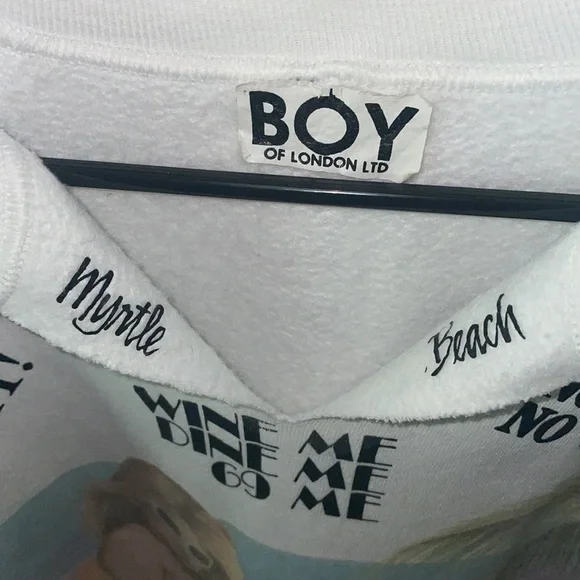 BOY
OF LONDON LTD
Myrtle
Beach
WINE ME
DINE ME
69 ME
NO